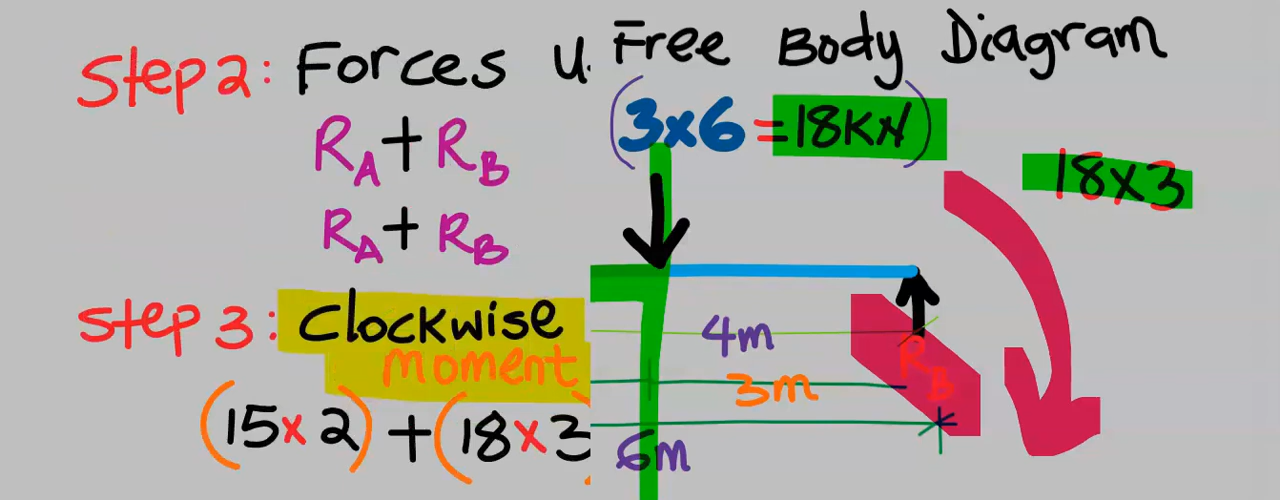 Step 2: Forces u
Free Body Diagram
(3x6 =18KN)
18x3
RA+ RB
RA+ RB
Step 3: Clockwise
moment
(15x2) + (18x3)
4m
RB
3m
6m